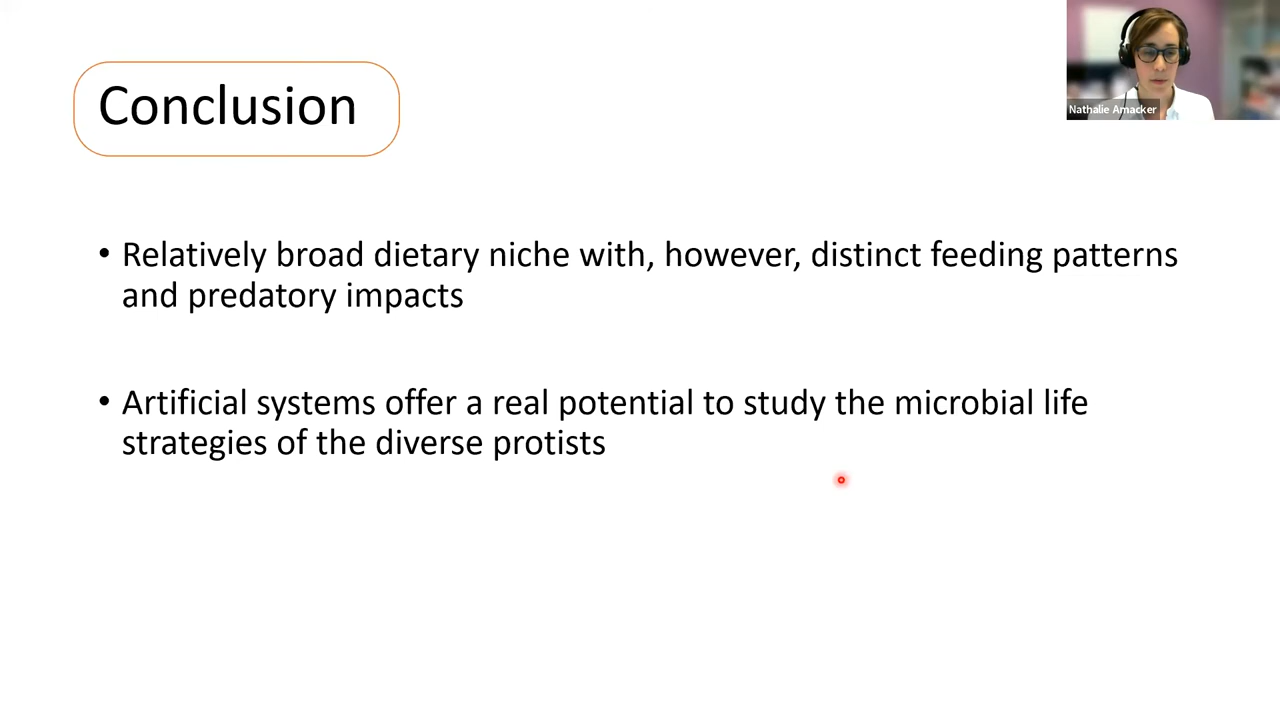 Conclusion
Nathalie Amacker
• Relatively broad dietary niche with, however, distinct feeding patterns
and predatory impacts
• Artificial systems offer a real potential to study the microbial life
strategies of the diverse protists